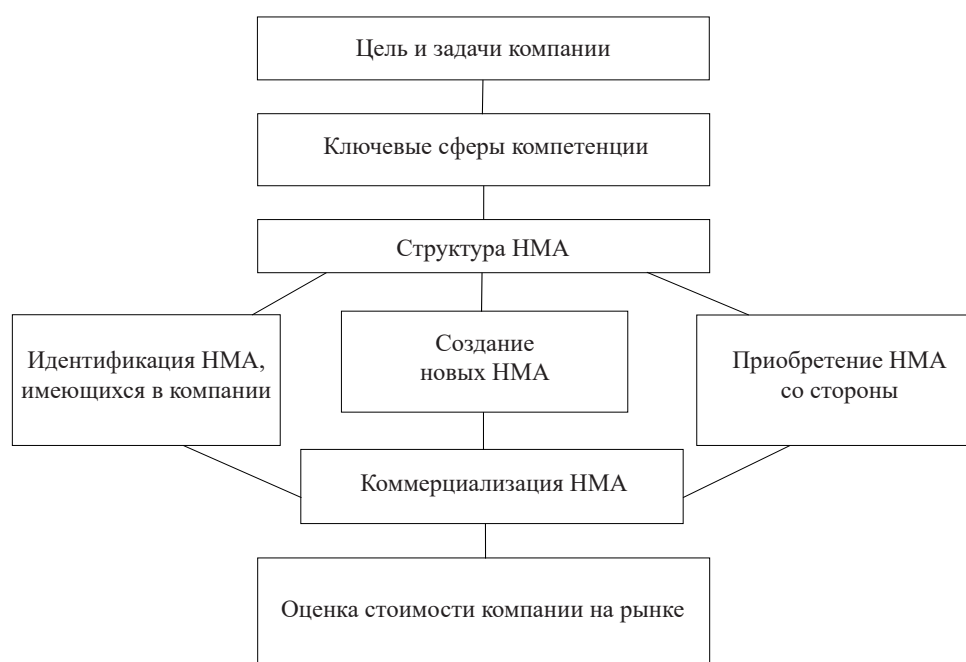 Цель и задачи компании
Ключевые сферы компетенции
Структура НМА
Идентификация НМА,
имеющихся в компании
Создание
новых НМА
Приобретение НМА
со стороны
Коммерциализация НМА
Оценка стоимости компании на рынке